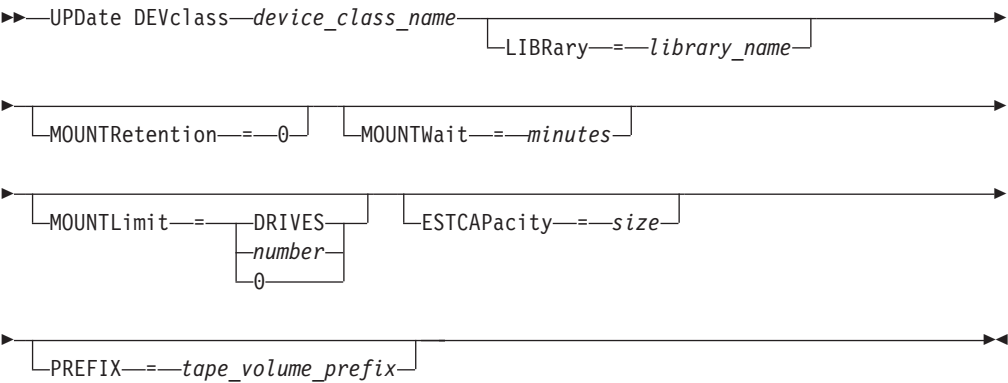 UPDate DEVclass device_class_name
LIBRary = library_name
MOUNTRetention = 0 MOUNTWait = minutes
MOUNTLimit = DRIVES ESTCAPacity = size
number
0
PREFIX = tape_volume_prefix